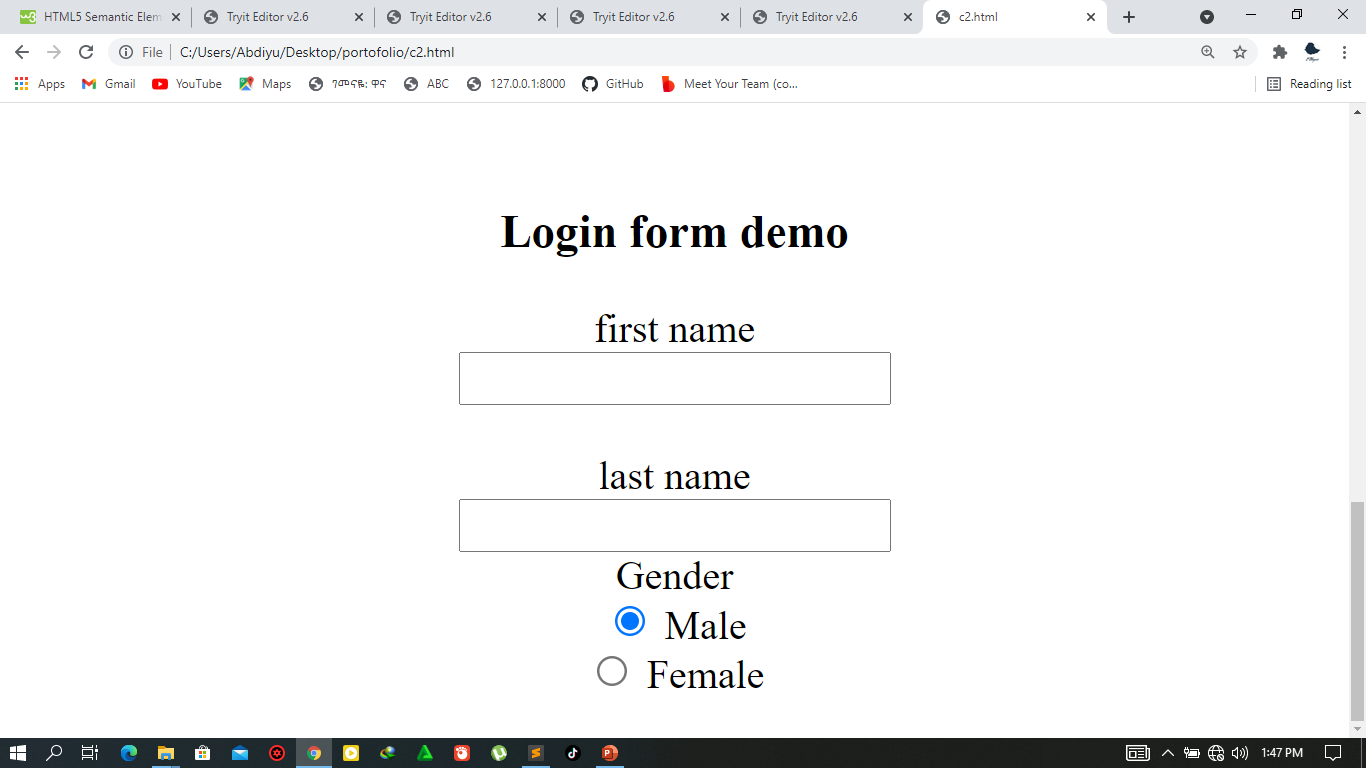 HTML5 Semantic Elem
Tryit Editor v2.6
Tryit Editor v2.6
Tryit Editor v2.6
Tryit Editor v2.6
c2.html
File
C:/Users/Abdiyu/Desktop/portofolio/c2.html
Apps
Gmail
YouTube
Maps
ABC
127.0.0.1:8000
GitHub
Meet Your Team (co...
Reading list
Login form demo
first name
last name
Gender
Male
Female
1:47 PM